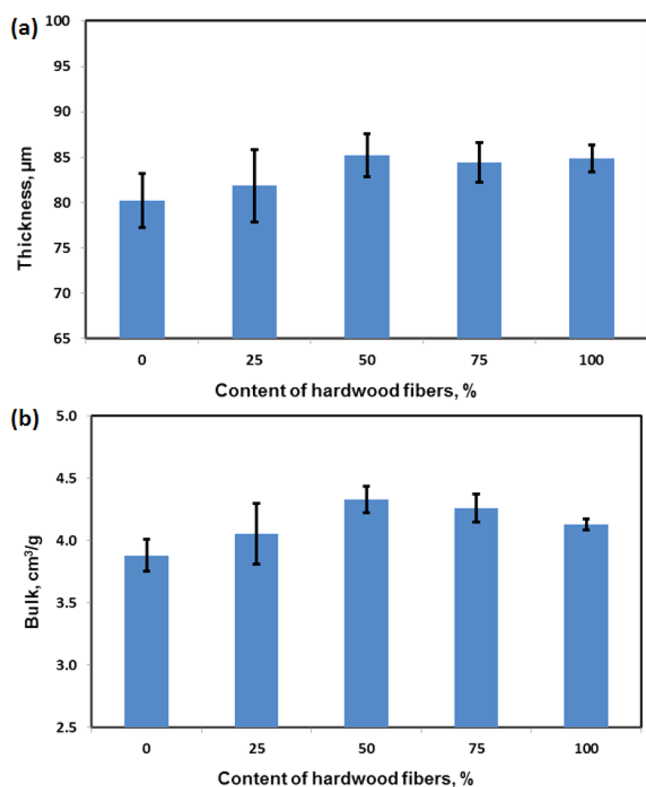 (a)
100
95
90
85
80
75
70
65
Thickness, µm
0 25 50 75 100
Content of hardwood fibers, %
(b)
5.0
4.5
4.0
3.5
3.0
2.5
Bulk, cm³/g
0 25 50 75 100
Content of hardwood fibers, %